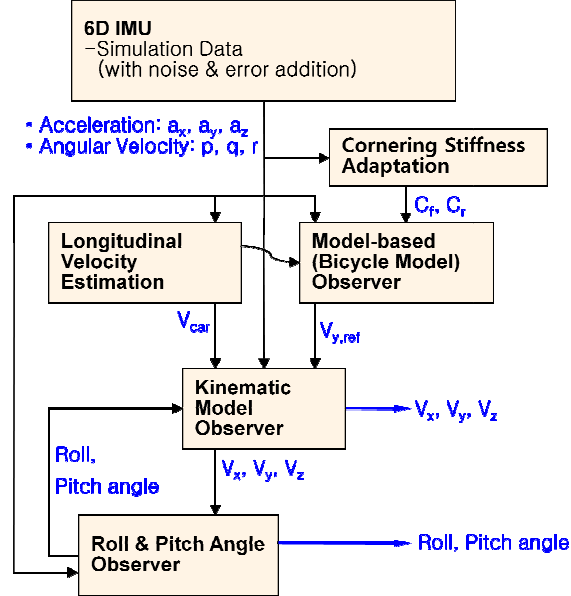 6D IMU
-Simulation Data
(with noise & error addition)
• Acceleration: ax, ay, az
• Angular Velocity: p, q, r
Cornering Stiffness
Adaptation
Cf, Cr
Longitudinal
Velocity
Estimation
Model-based
(Bicycle Model)
Observer
Vcar
Vy,ref
Kinematic
Model
Observer
Vx, Vy, Vz
Roll,
Pitch angle
Vx, Vy, Vz
Roll & Pitch Angle
Observer
Roll, Pitch angle